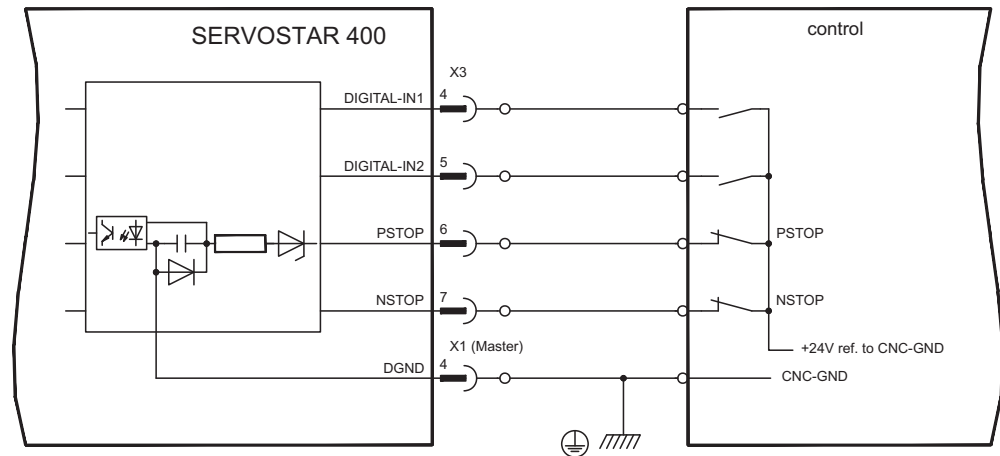 SERVOSTAR 400
control
X3
DIGITAL-IN1 4
DIGITAL-IN2 5
PSTOP 6 PSTOP
NSTOP 7 NSTOP
X1 (Master)
+24V ref. to CNC-GND
DGND 4 CNC-GND